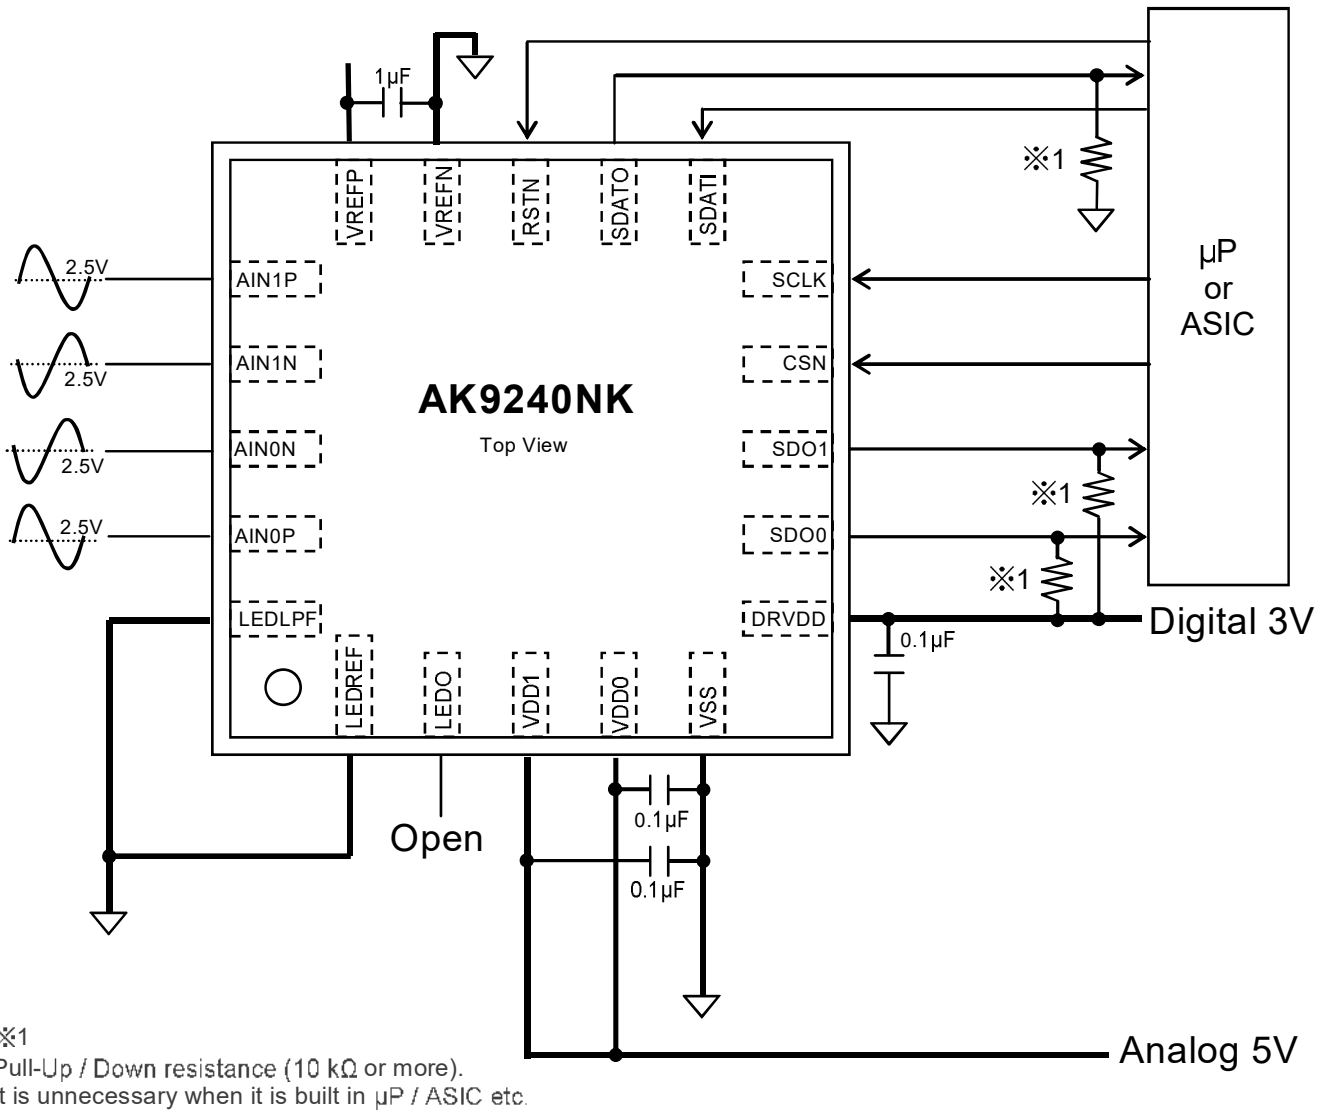 1µF
VREFP
VREFN
RSTN
SDATO
SDATI
※1
2.5V
AIN1P
SCLK
µP
or
ASIC
2.5V
AIN1N
CSN
AK9240NK
Top View
2.5V
AIN0N
SDO1
※1
2.5V
AIN0P
SDO0
※1
LEDLPF
DRVDD
Digital 3V
0.1µF
LEDREF
LEDO
VDD1
VDD0
VSS
Open
0.1µF
0.1µF
Analog 5V
※1
Pull-Up / Down resistance (10 kΩ or more).
t is unnecessary when it is built in µP / ASIC etc.